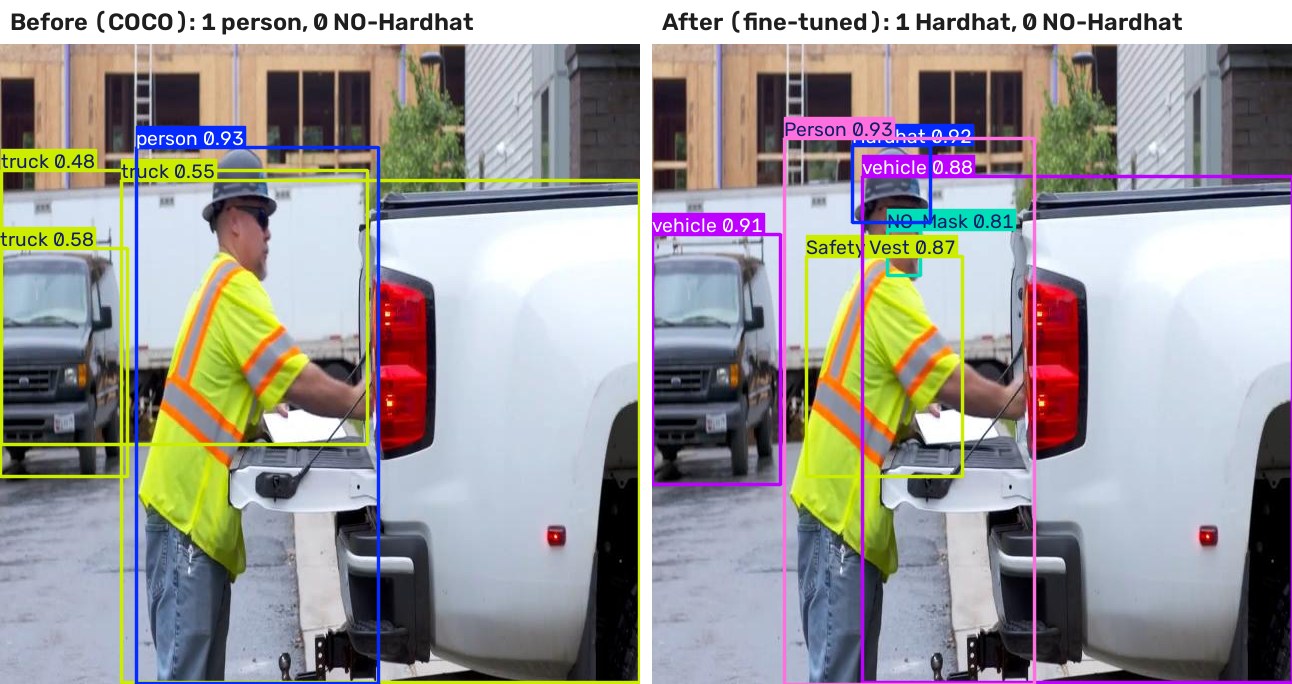 Before (COCO): 1 person, 0 NO-Hardhat
After (fine-tuned): 1 Hardhat, 0 NO-Hardhat
person 0.93
truck 0.48
truck 0.55
truck 0.58
Person 0.93
hat 0.92
vehicle 0.88
vehicle 0.91
NO-Mask 0.81
Safety Vest 0.87